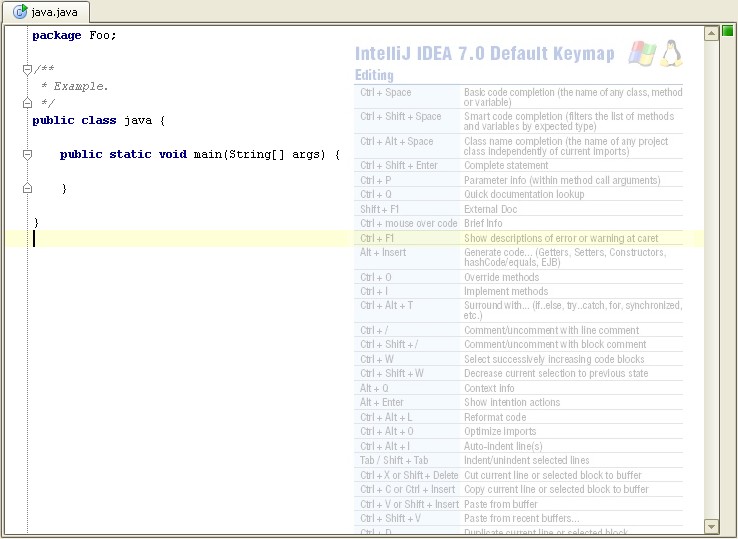 java.java
package Foo;
/**
* Example.
*/
public class java {
public static void main(String[] args) {
}
}
IntelliJ IDEA 7.0 Default Keymap
Editing
Ctrl + Space Basic code completion (the name of any class, method
or variable)
Ctrl + Shift + Space Smart code completion (filters the list of methods
and variables by expected type)
Ctrl + Alt + Space Class name completion (the name of any project
class independently of current imports)
Ctrl + Shift + Enter Complete statement
Ctrl + P Parameter info (within method call arguments)
Ctrl + Q Quick documentation lookup
Shift + F1 External Doc
Ctrl + mouse over code Brief Info
Ctrl + F1 Show descriptions of error or warning at caret
Alt + Insert Generate code... (Getters, Setters, Constructors,
hashCode/equals, EJB)
Ctrl + O Override methods
Ctrl + I Implement methods
Ctrl + Alt + T Surround with... (if..else, try..catch, for, synchronized,
etc.)
Ctrl + / Comment/uncomment with line comment
Ctrl + Shift + / Comment/uncomment with block comment
Ctrl + W Select successively increasing code blocks
Ctrl + Shift + W Decrease current selection to previous state
Alt + Q Context info
Alt + Enter Show intention actions
Ctrl + Alt + L Reformat code
Ctrl + Alt + O Optimize imports
Ctrl + Alt + I Auto-indent line(s)
Tab / Shift + Tab Indent/unindent selected lines
Ctrl + X or Shift + Delete Cut current line or selected block to buffer
Ctrl + C or Ctrl + Insert Copy current line or selected block to buffer
Ctrl + V or Shift + Insert Paste from buffer
Ctrl + Shift + V Paste from recent buffers...
Ctrl + D Duplicate current line or selected block